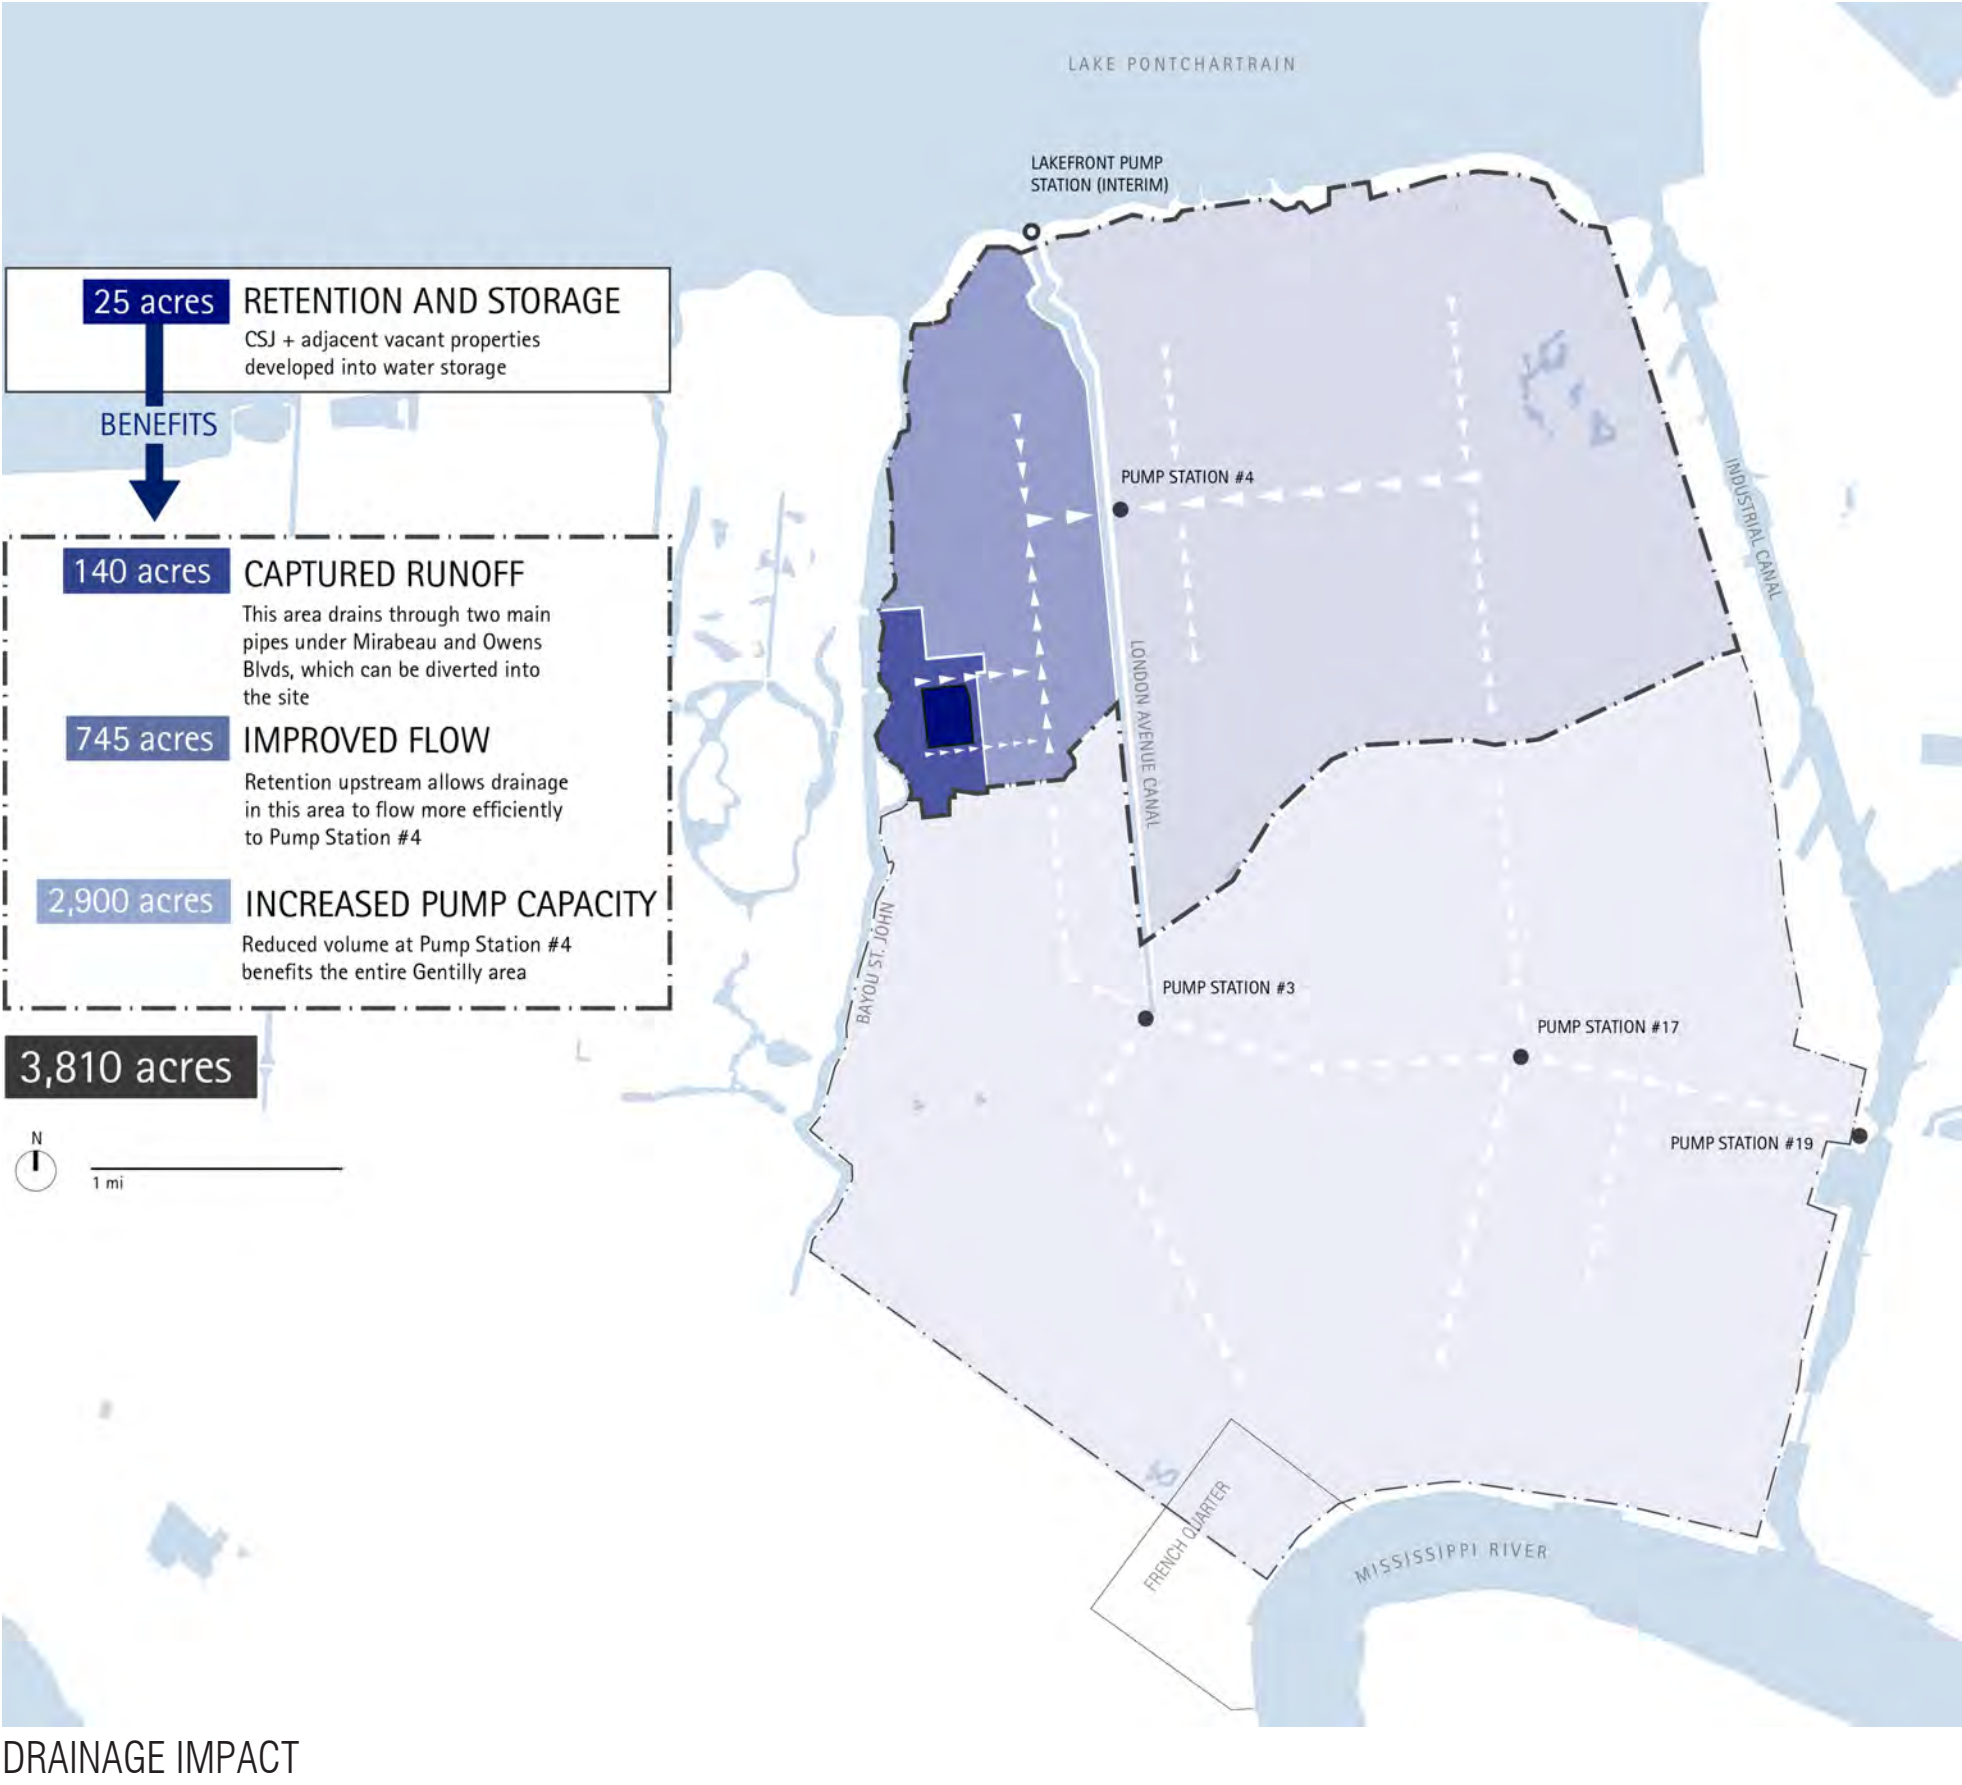 LAKE PONTCHARTRAIN
LAKEFRONT PUMP
STATION (INTERIM)
25 acres
RETENTION AND STORAGE
CSJ + adjacent vacant properties
developed into water storage
BENEFITS
140 acres
CAPTURED RUNOFF
This area drains through two main
pipes under Mirabeau and Owens
Blvds, which can be diverted into
the site
745 acres
IMPROVED FLOW
Retention upstream allows drainage
in this area to flow more efficiently
to Pump Station #4
2,900 acres
INCREASED PUMP CAPACITY
Reduced volume at Pump Station #4
benefits the entire Gentilly area
3,810 acres
N
1 mi
PUMP STATION #4
INDUSTRIAL CANAL
LONDON AVENUE CANAL
BAYOU ST. JOHN
PUMP STATION #3
PUMP STATION #17
PUMP STATION #19
FRENCH QUARTER
MISSISSIPPI RIVER
DRAINAGE IMPACT